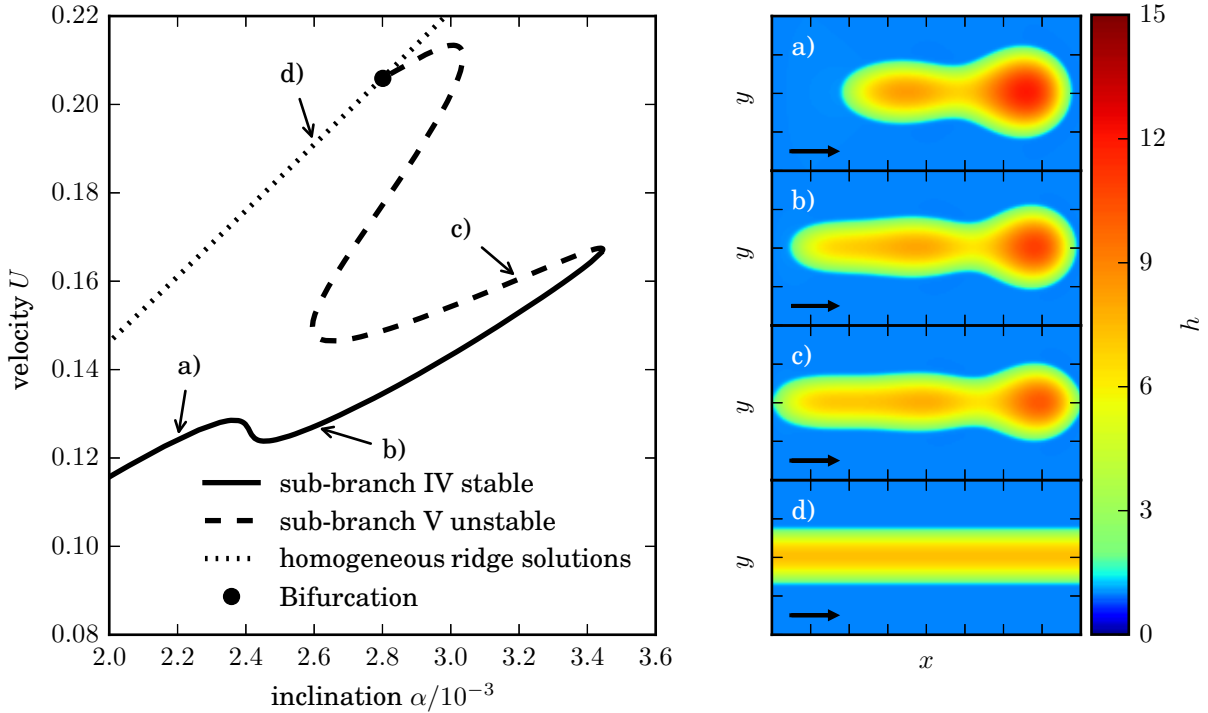 0.22
0.20
0.18
0.16
0.14
0.12
0.10
0.08
velocity U
2.0 2.2 2.4 2.6 2.8 3.0 3.2 3.4 3.6
inclination α/10⁻³
d)
c)
a)
b)
sub-branch IV stable
sub-branch V unstable
homogeneous ridge solutions
Bifurcation
a)
y
b)
y
c)
y
d)
y
x
15
12
9
6
3
0
h